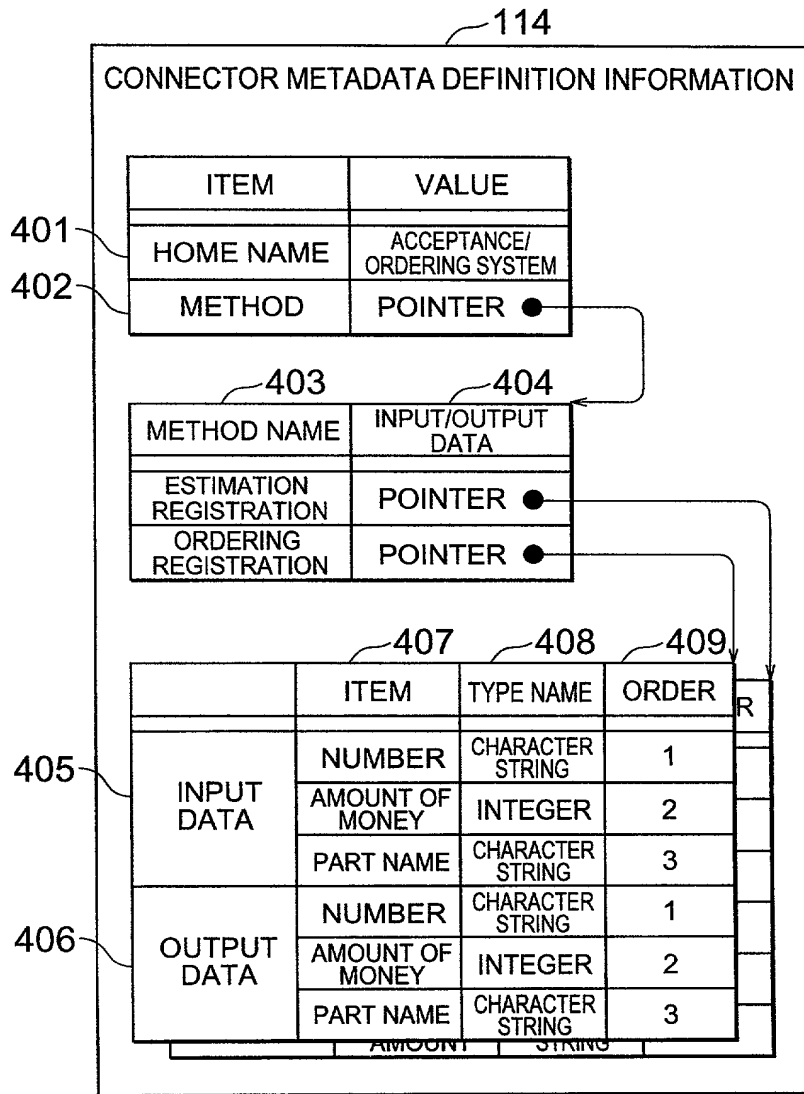 114
CONNECTOR METADATA DEFINITION INFORMATION
ITEM VALUE
401 HOME NAME ACCEPTANCE/
ORDERING SYSTEM
402 METHOD POINTER
403 404
METHOD NAME INPUT/OUTPUT
DATA
ESTIMATION
REGISTRATION POINTER
ORDERING
REGISTRATION POINTER
407 408 409
ITEM TYPE NAME ORDER R
405 INPUT
DATA
NUMBER CHARACTER
STRING 1
AMOUNT OF
MONEY INTEGER 2
PART NAME CHARACTER
STRING 3
406 OUTPUT
DATA
NUMBER CHARACTER
STRING 1
AMOUNT OF
MONEY INTEGER 2
PART NAME CHARACTER
STRING 3
AMOUNT STRING